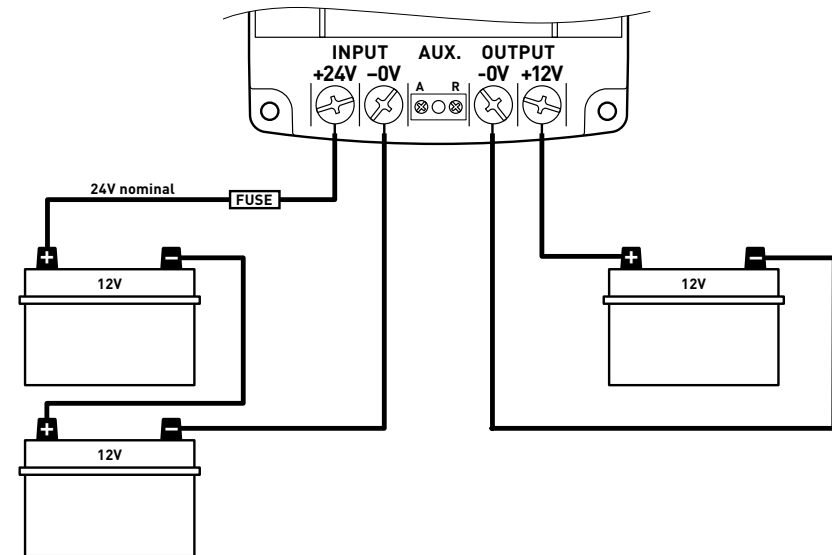 INPUT AUX. OUTPUT
+24V –0V A R -0V +12V
24V nominal
FUSE
+ –
12V
+ –
12V
+ –
12V